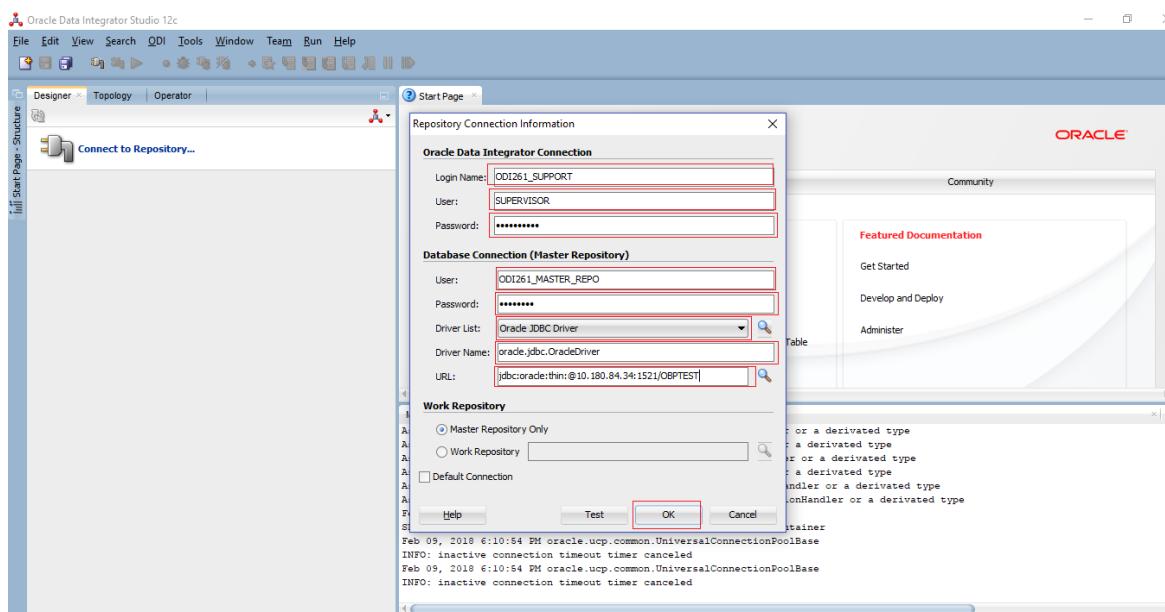 Oracle Data Integrator Studio 12c
File Edit View Search ODI Tools Window Team Run Help
Designer Topology Operator
Start Page
Start Page - Structure
Connect to Repository...
ORACLE
Community
Featured Documentation
Get Started
Develop and Deploy
Administer
Table
Repository Connection Information
Oracle Data Integrator Connection
Login Name: ODI261_SUPPORT
User: SUPERVISOR
Password: ••••••••••
Database Connection (Master Repository)
User: ODI261_MASTER_REPO
Password: ••••••••
Driver List: Oracle JDBC Driver
Driver Name: oracle.jdbc.OracleDriver
URL: jdbc:oracle:thin:@10.180.84.34:1521/OBPTEST
Work Repository
Master Repository Only
Work Repository
Default Connection
Help Test OK Cancel
or a derivated type
a derivated type
er or a derivated type
a derivated type
andler or a derivated type
onHandler or a derivated type
tainer
Feb 09, 2018 6:10:54 PM oracle.ucp.common.UniversalConnectionPoolBase
INFO: inactive connection timeout timer canceled
Feb 09, 2018 6:10:54 PM oracle.ucp.common.UniversalConnectionPoolBase
INFO: inactive connection timeout timer canceled